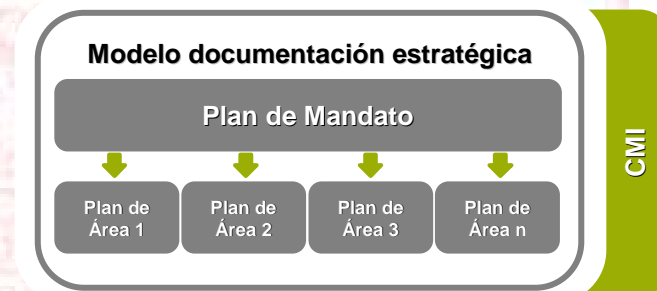 Modelo documentación estratégica
Plan de Mandato
Plan de
Área 1
Plan de
Área 2
Plan de
Área 3
Plan de
Área n
CMI